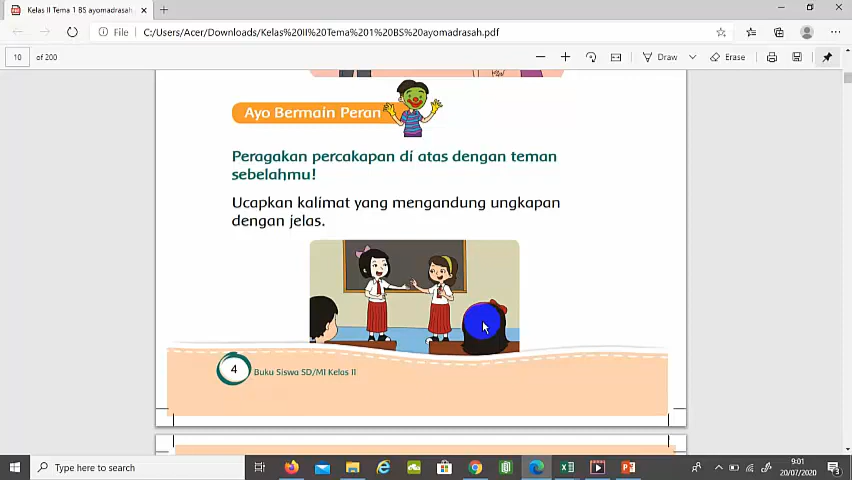 Kelas II Tema 1 BS ayomadrasah.
File
C:/Users/Acer/Downloads/Kelas%20II%20Tema%201%20BS%20ayomadrasah.pdf
10 of 200
Draw
Erase
Ayo Bermain Peran
Peragakan percakapan di atas dengan teman
sebelahmu!
Ucapkan kalimat yang mengandung ungkapan
dengan jelas.
4
Buku Siswa SD/MI Kelas II
Type here to search
9:01
20/07/2020
3